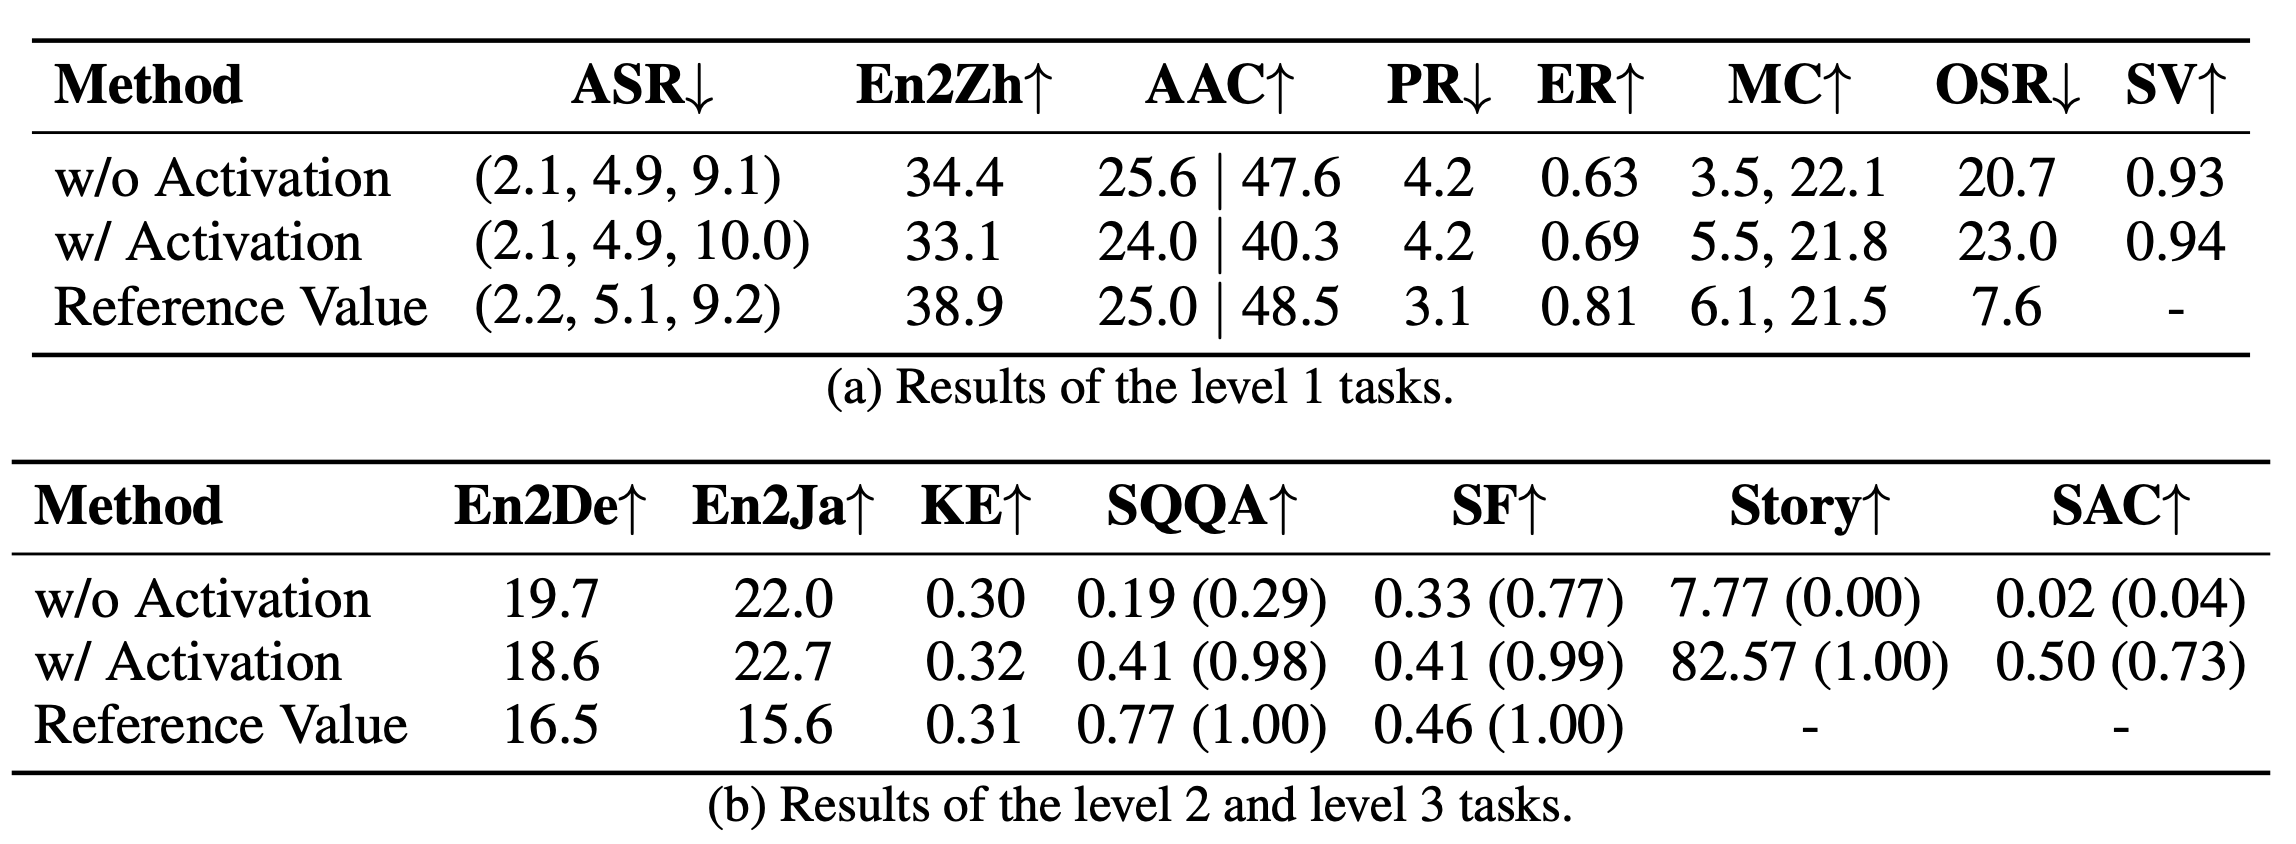 Method ASR↓ En2Zh↑ AAC↑ PR↓ ER↑ MC↑ OSR↓ SV↑
w/o Activation (2.1, 4.9, 9.1) 34.4 25.6 | 47.6 4.2 0.63 3.5, 22.1 20.7 0.93
w/ Activation (2.1, 4.9, 10.0) 33.1 24.0 | 40.3 4.2 0.69 5.5, 21.8 23.0 0.94
Reference Value (2.2, 5.1, 9.2) 38.9 25.0 | 48.5 3.1 0.81 6.1, 21.5 7.6 -
(a) Results of the level 1 tasks.
Method En2De↑ En2Ja↑ KE↑ SQQA↑ SF↑ Story↑ SAC↑
w/o Activation 19.7 22.0 0.30 0.19 (0.29) 0.33 (0.77) 7.77 (0.00) 0.02 (0.04)
w/ Activation 18.6 22.7 0.32 0.41 (0.98) 0.41 (0.99) 82.57 (1.00) 0.50 (0.73)
Reference Value 16.5 15.6 0.31 0.77 (1.00) 0.46 (1.00) - -
(b) Results of the level 2 and level 3 tasks.